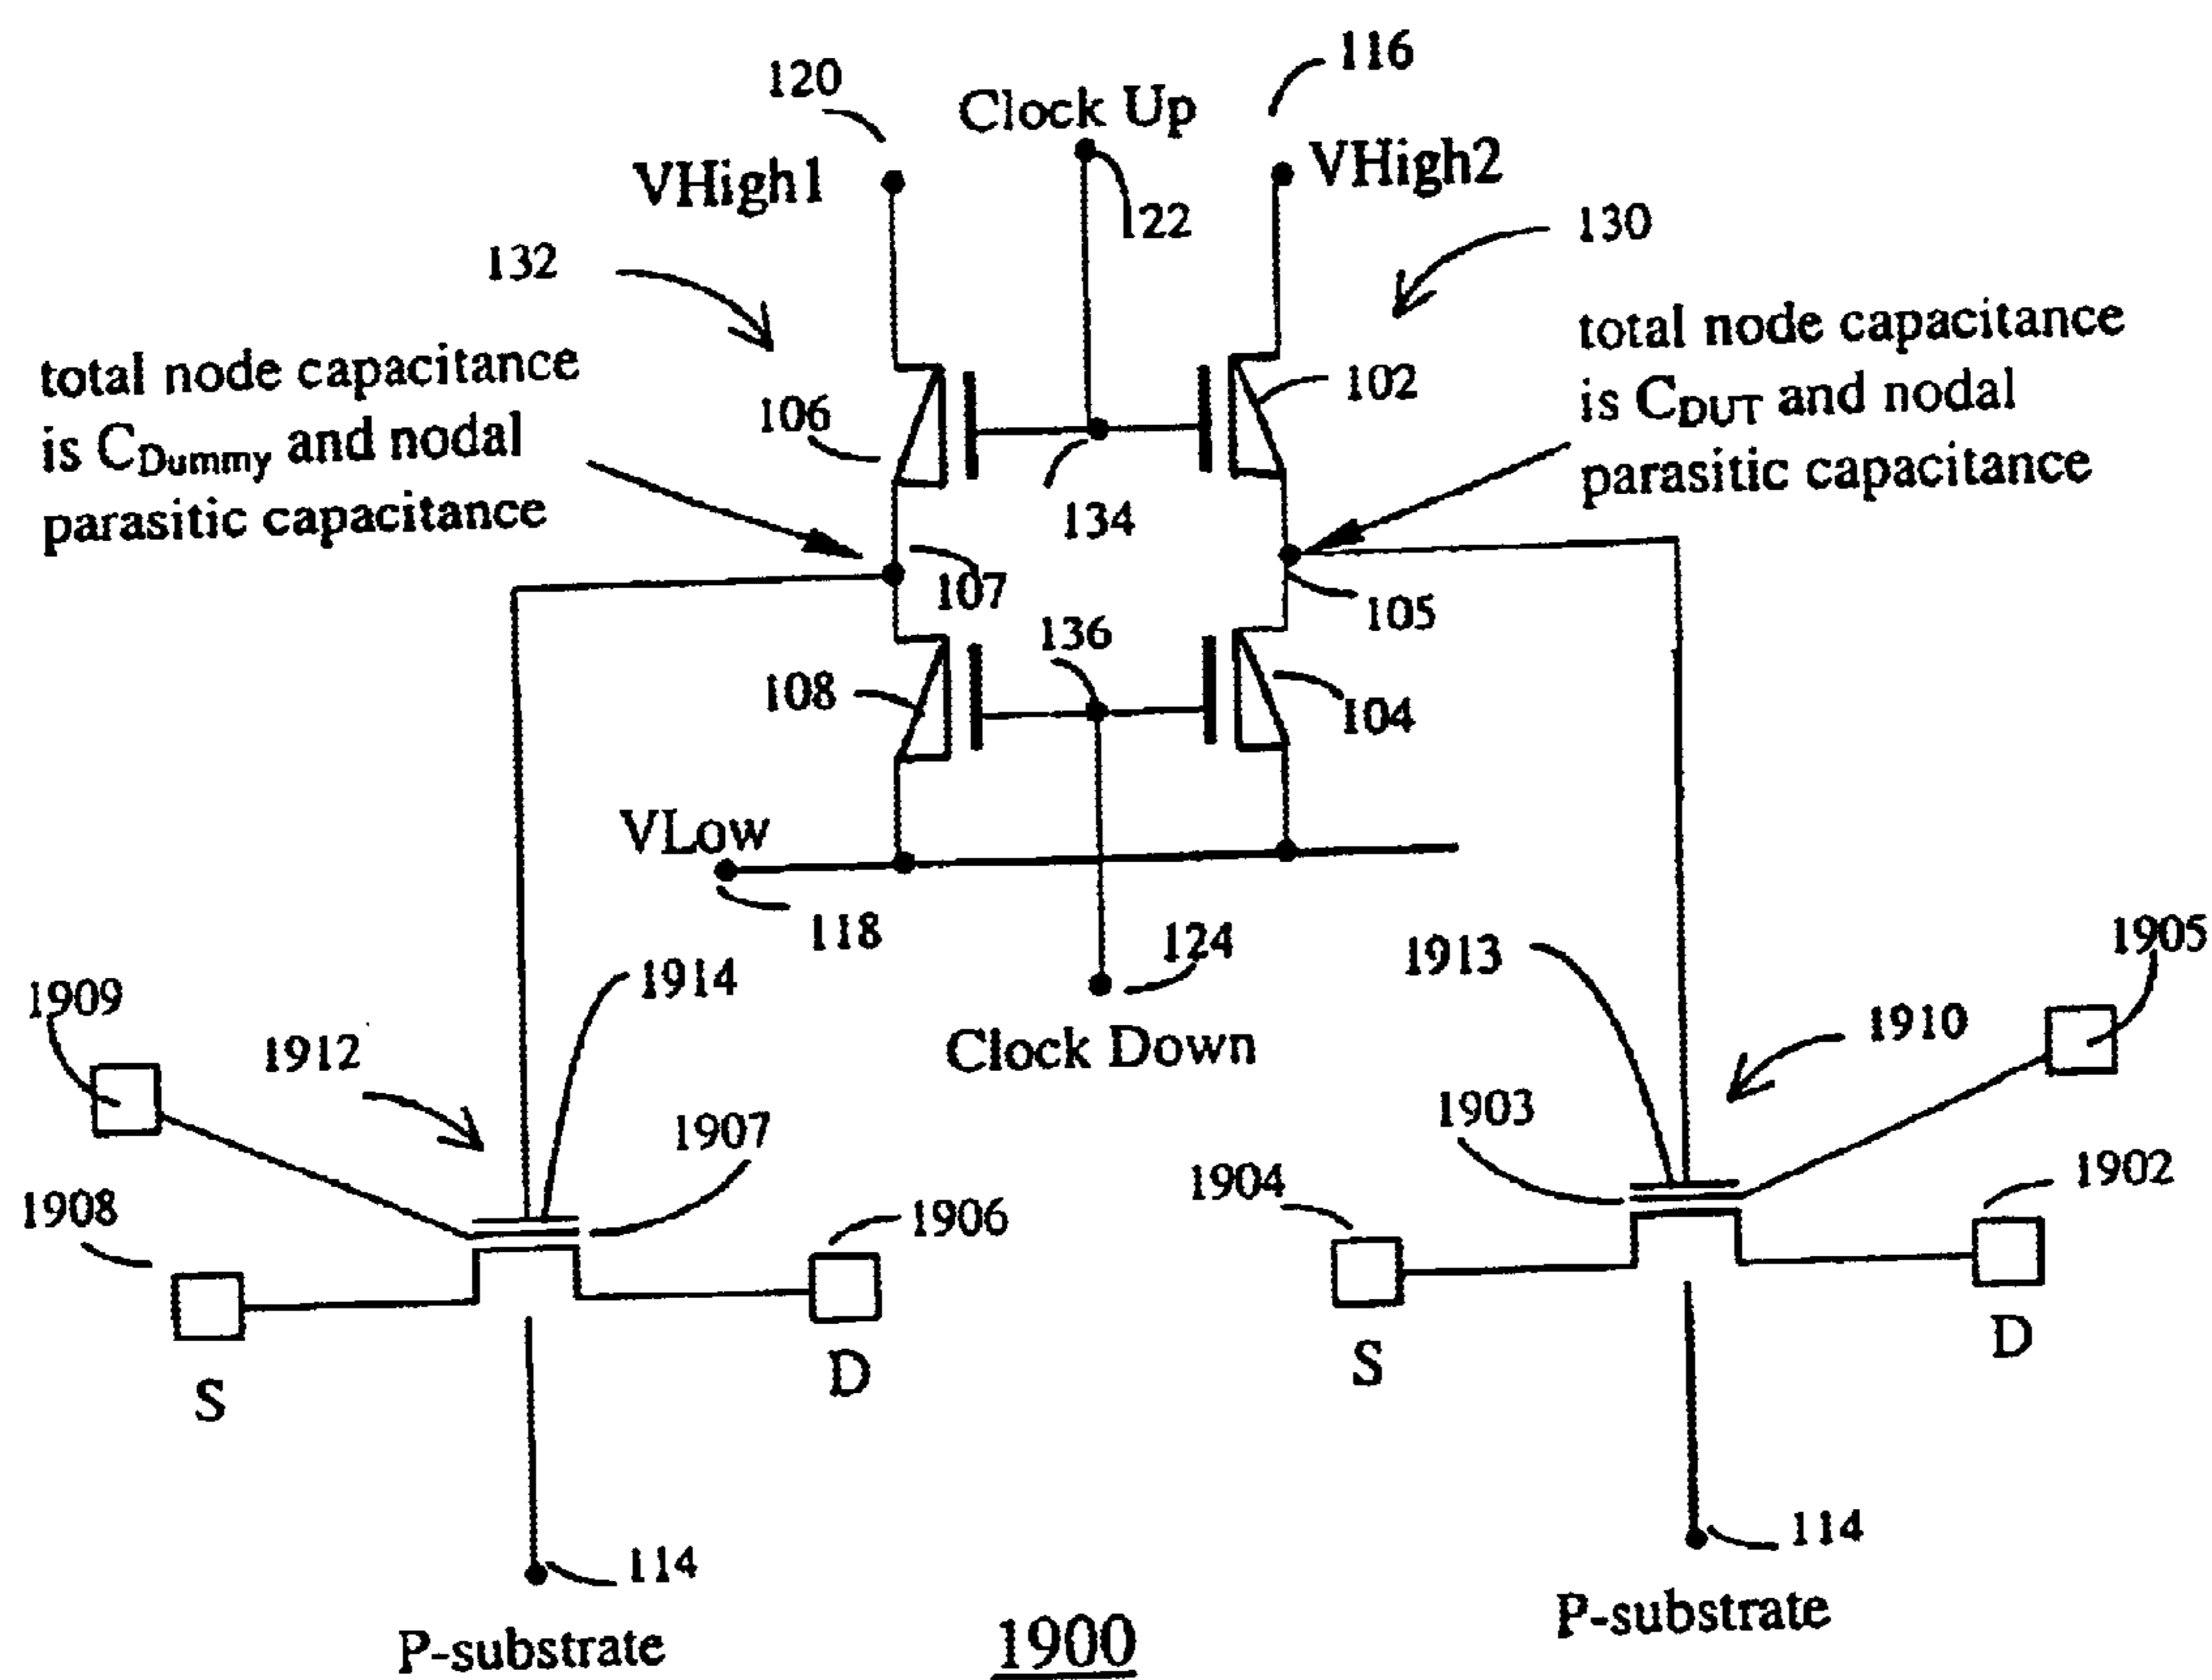 120
116
Clock Up
VHigh1
VHigh2
122
132
130
total node capacitance
is CDummy and nodal
parasitic capacitance
total node capacitance
is CDUT and nodal
parasitic capacitance
106
102
134
107
105
136
108
104
VLow
118
124
Clock Down
1909
1912
1914
1907
1908
1906
S
D
114
P-substrate
1913
1905
1910
1903
1904
1902
S
D
114
P-substrate
1900